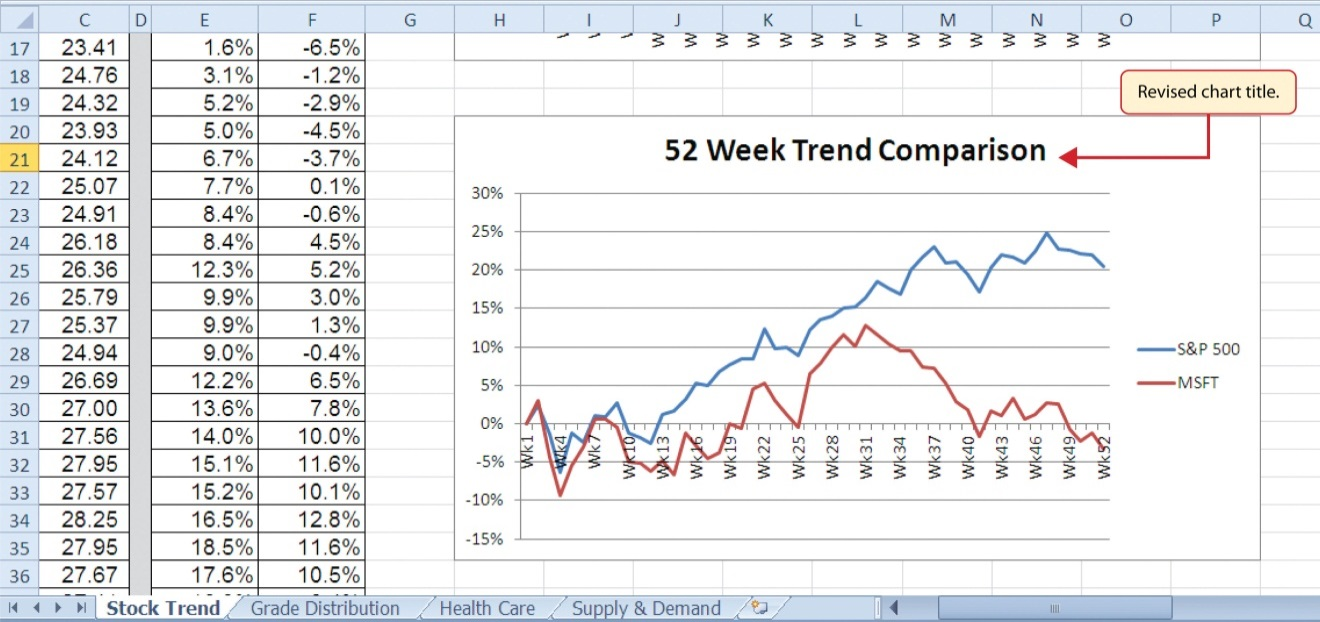 C D E F G H I J K L M N O P Q
17 23.41 1.6% -6.5%
18 24.76 3.1% -1.2%
19 24.32 5.2% -2.9%
20 23.93 5.0% -4.5%
21 24.12 6.7% -3.7%
22 25.07 7.7% 0.1%
23 24.91 8.4% -0.6%
24 26.18 8.4% 4.5%
25 26.36 12.3% 5.2%
26 25.79 9.9% 3.0%
27 25.37 9.9% 1.3%
28 24.94 9.0% -0.4%
29 26.69 12.2% 6.5%
30 27.00 13.6% 7.8%
31 27.56 14.0% 10.0%
32 27.95 15.1% 11.6%
33 27.57 15.2% 10.1%
34 28.25 16.5% 12.8%
35 27.95 18.5% 11.6%
36 27.67 17.6% 10.5%
Revised chart title.
52 Week Trend Comparison
30%
25%
20%
15%
10%
5%
0%
-5%
-10%
-15%
Wk1 Wk4 Wk7 Wk10 Wk13 Wk16 Wk19 Wk22 Wk25 Wk28 Wk31 Wk34 Wk37 Wk40 Wk43 Wk46 Wk49 Wk52
S&P 500
MSFT
Stock Trend Grade Distribution Health Care Supply & Demand